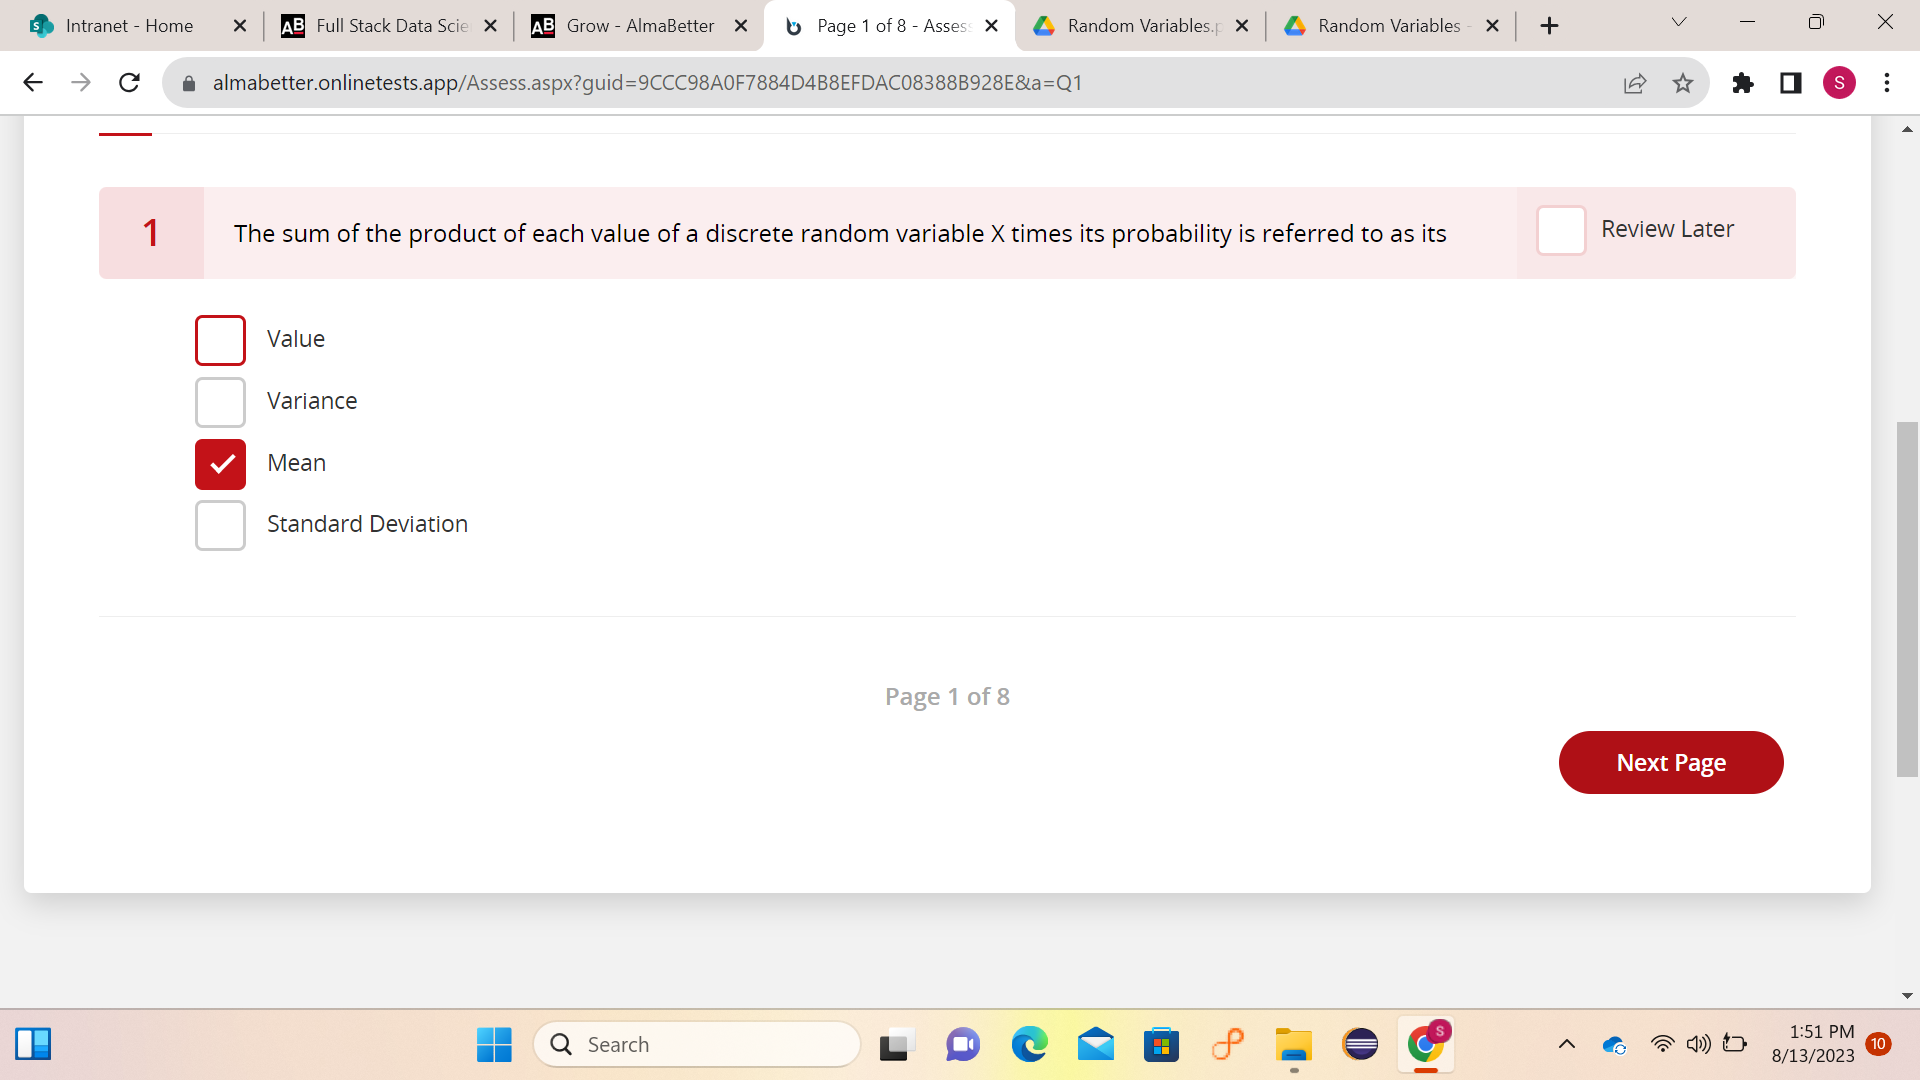 Intranet - Home
AB Full Stack Data Scie
AB Grow - AlmaBetter
Page 1 of 8 - Asses
Random Variables.p
Random Variables -
almabetter.onlinetests.app/Assess.aspx?guid=9CCC98A0F7884D4B8EFDAC08388B928E&a=Q1
S
1
The sum of the product of each value of a discrete random variable X times its probability is referred to as its
Review Later
Value
Variance
Mean
Standard Deviation
Page 1 of 8
Next Page
Search
S
1:51 PM
8/13/2023
10